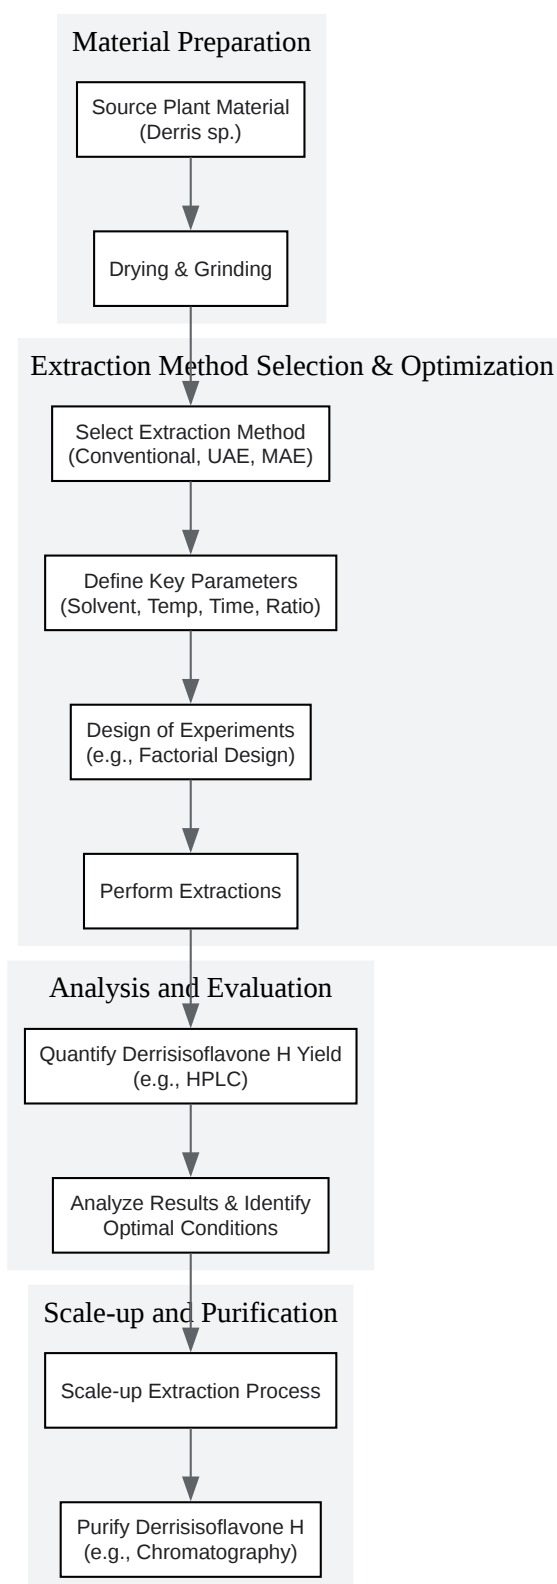 Material Preparation
Source Plant Material
(Derris sp.)
Drying & Grinding
Extraction Method Selection & Optimization
Select Extraction Method
(Conventional, UAE, MAE)
Define Key Parameters
(Solvent, Temp, Time, Ratio)
Design of Experiments
(e.g., Factorial Design)
Perform Extractions
Analysis and Evaluation
Quantify Derrisisoflavone H Yield
(e.g., HPLC)
Analyze Results & Identify
Optimal Conditions
Scale-up and Purification
Scale-up Extraction Process
Purify Derrisisoflavone H
(e.g., Chromatography)